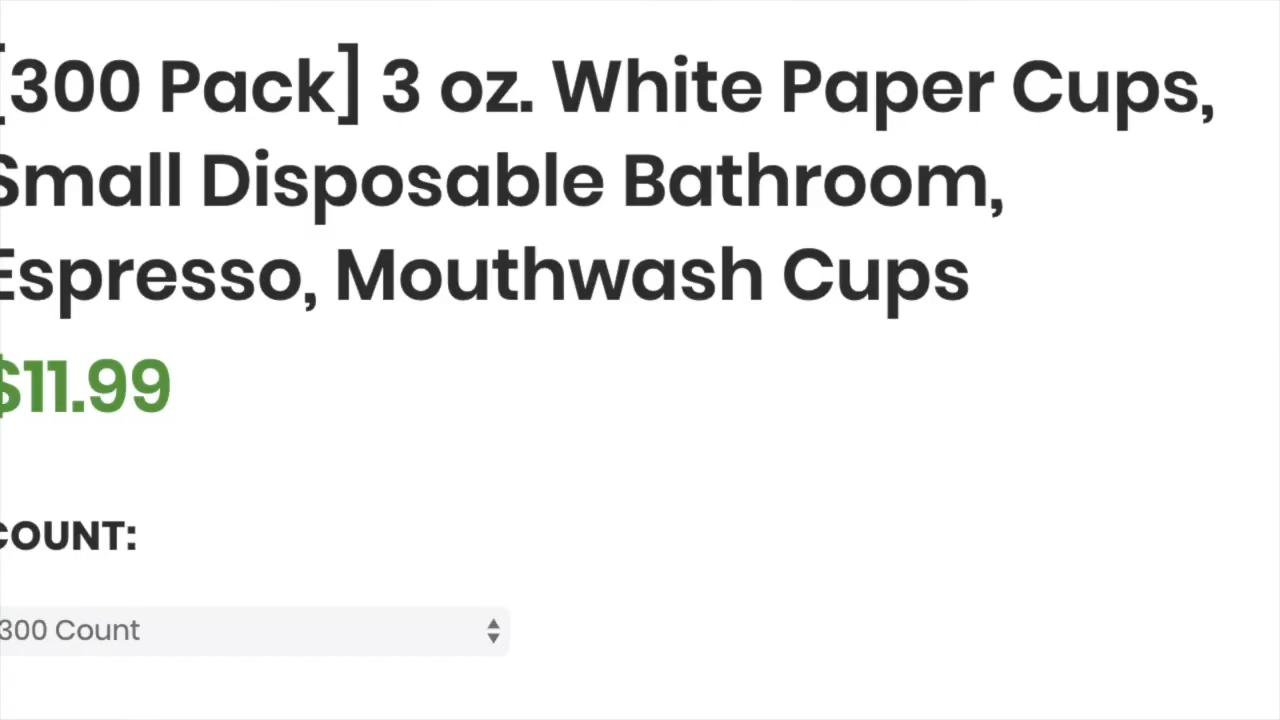 [300 Pack] 3 oz. White Paper Cups,
Small Disposable Bathroom,
Espresso, Mouthwash Cups
$11.99
COUNT:
300 Count